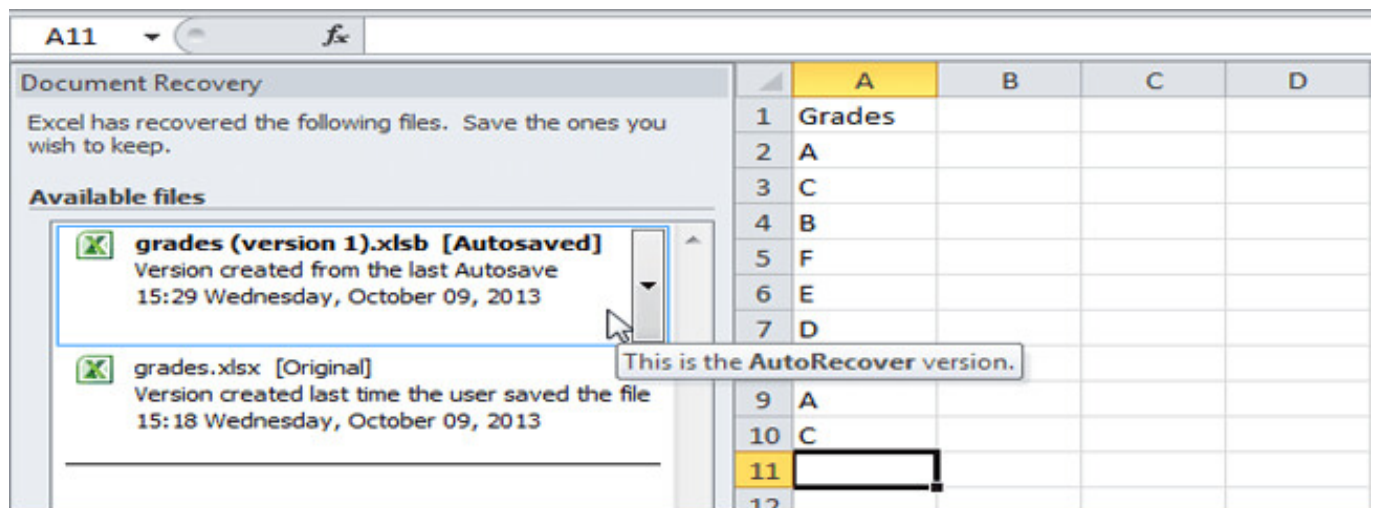 A11 fx
Document Recovery
Excel has recovered the following files. Save the ones you
wish to keep.
Available files
grades (version 1).xlsb [Autosaved]
Version created from the last Autosave
15:29 Wednesday, October 09, 2013
This is the AutoRecover version.
grades.xlsx [Original]
Version created last time the user saved the file
15:18 Wednesday, October 09, 2013
A B C D
1 Grades
2 A
3 C
4 B
5 F
6 E
7 D
9 A
10 C
11
12